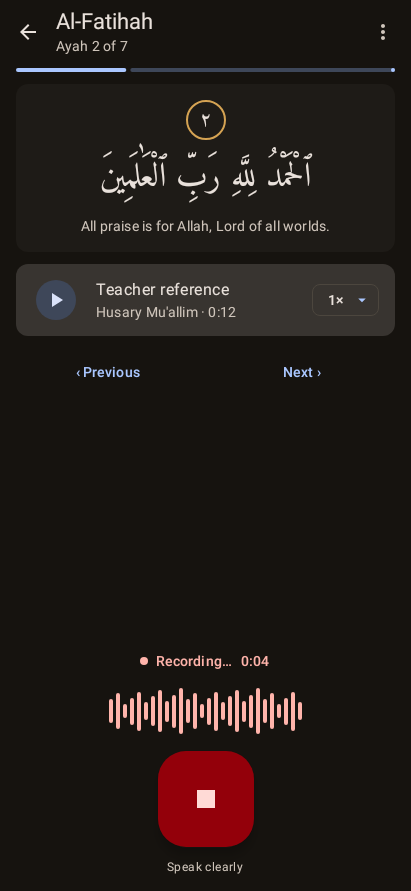 Al-Fatihah
Ayah 2 of 7
٢
ٱلْحَمْدُ لِلَّهِ رَبِّ ٱلْعَٰلَمِينَ
All praise is for Allah, Lord of all worlds.
Teacher reference
Husary Mu'allim · 0:12
1×
‹ Previous
Next ›
Recording… 0:04
Speak clearly